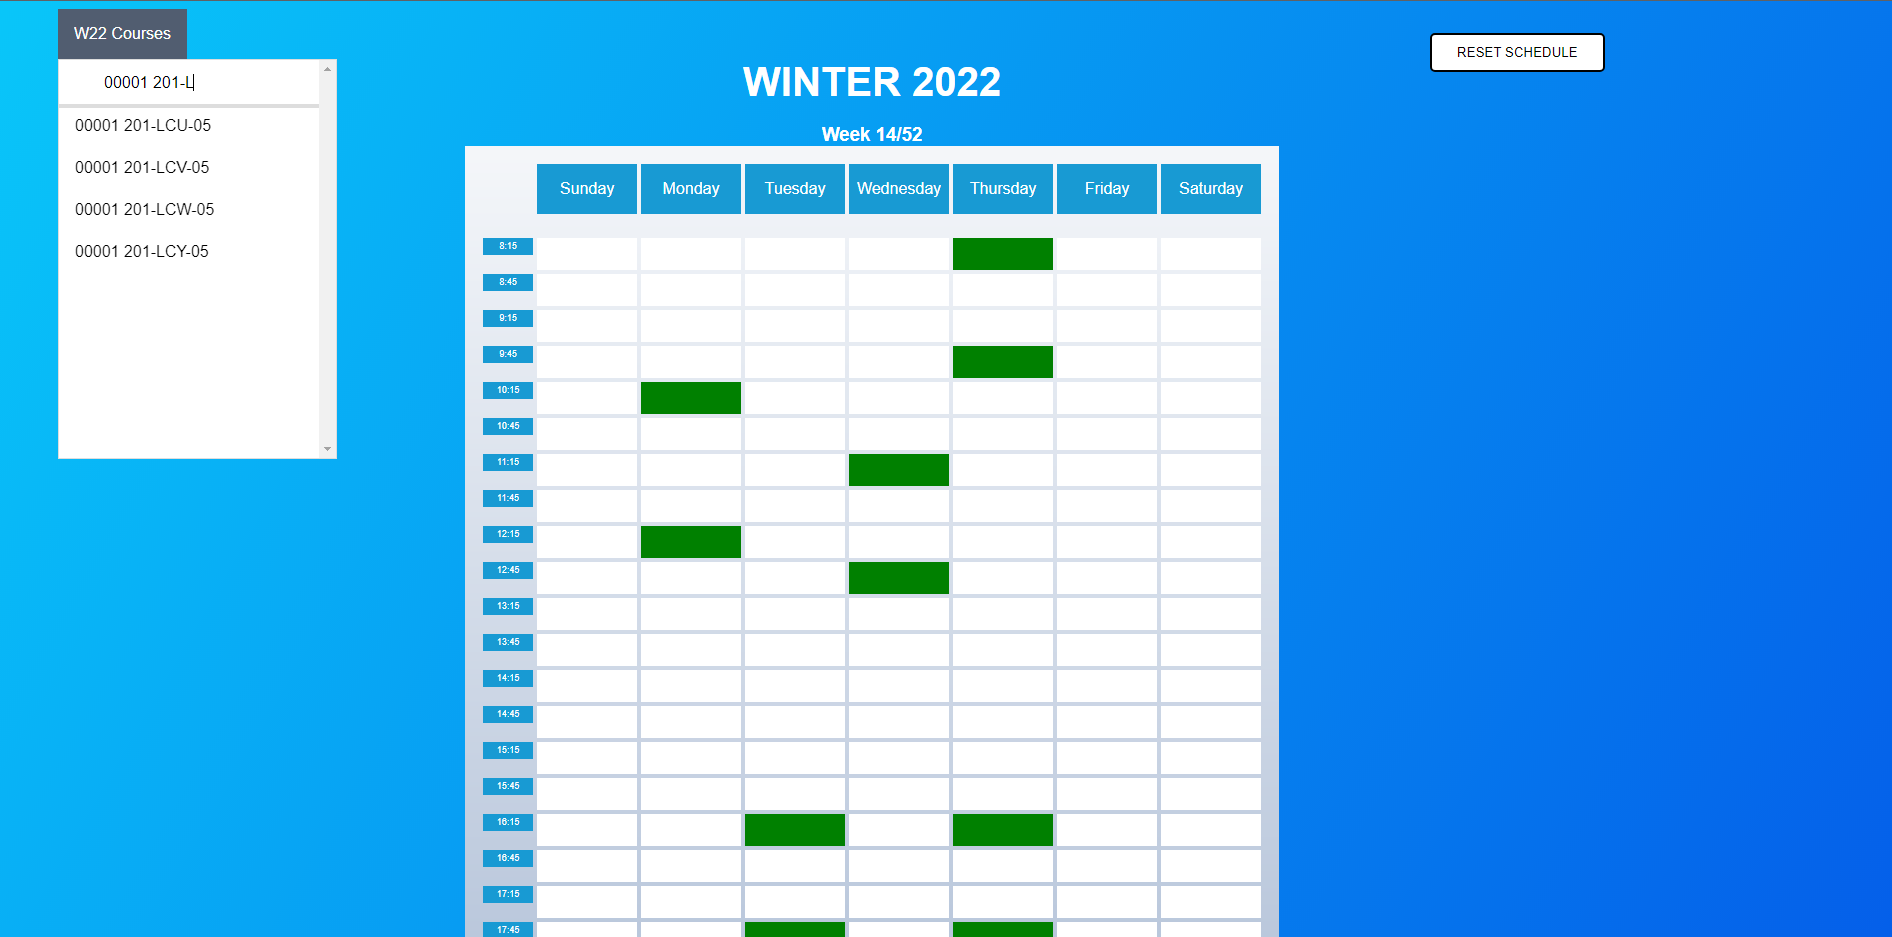 W22 Courses
00001 201-L
00001 201-LCU-05
00001 201-LCV-05
00001 201-LCW-05
00001 201-LCY-05
RESET SCHEDULE
WINTER 2022
Week 14/52
Sunday Monday Tuesday Wednesday Thursday Friday Saturday
8:15
8:45
9:15
9:45
10:15
10:45
11:15
11:45
12:15
12:45
13:15
13:45
14:15
14:45
15:15
15:45
16:15
16:45
17:15
17:45